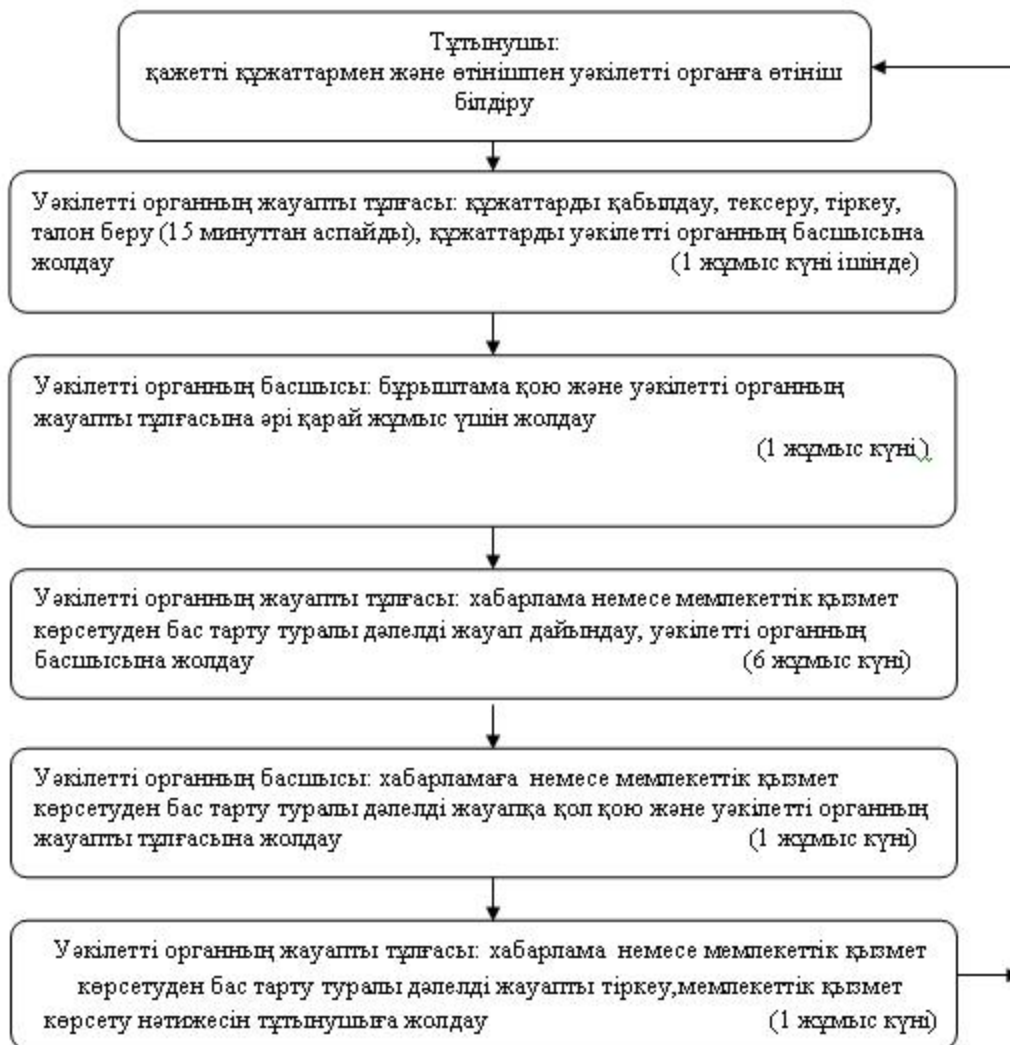 Тұтынушы:
қажетті құжаттармен және өтінішпен уәкілетті органға өтініш
білдіру
Уәкілетті органның жауапты тұлғасы: құжаттарды қабылдау, тексеру, тіркеу,
талон беру (15 минуттан аспайды), құжаттарды уәкілетті органның басшысына
жолдау (1 жұмыс күні ішінде)
Уәкілетті органның басшысы: бұрыштама қою және уәкілетті органның
жауапты тұлғасына әрі қарай жұмыс үшін жолдау
(1 жұмыс күні)
Уәкілетті органның жауапты тұлғасы: хабарлама немесе мемлекеттік қызмет
көрсетуден бас тарту туралы дәлелді жауап дайындау, уәкілетті органның
басшысына жолдау (6 жұмыс күні)
Уәкілетті органның басшысы: хабарламаға немесе мемлекеттік қызмет
көрсетуден бас тарту туралы дәлелді жауапқа қол қою және уәкілетті органның
жауапты тұлғасына жолдау (1 жұмыс күні)
Уәкілетті органның жауапты тұлғасы: хабарлама немесе мемлекеттік қызмет
көрсетуден бас тарту туралы дәлелді жауапты тіркеу,мемлекеттік қызмет
көрсету нәтижесін тұтынушыға жолдау (1 жұмыс күні)